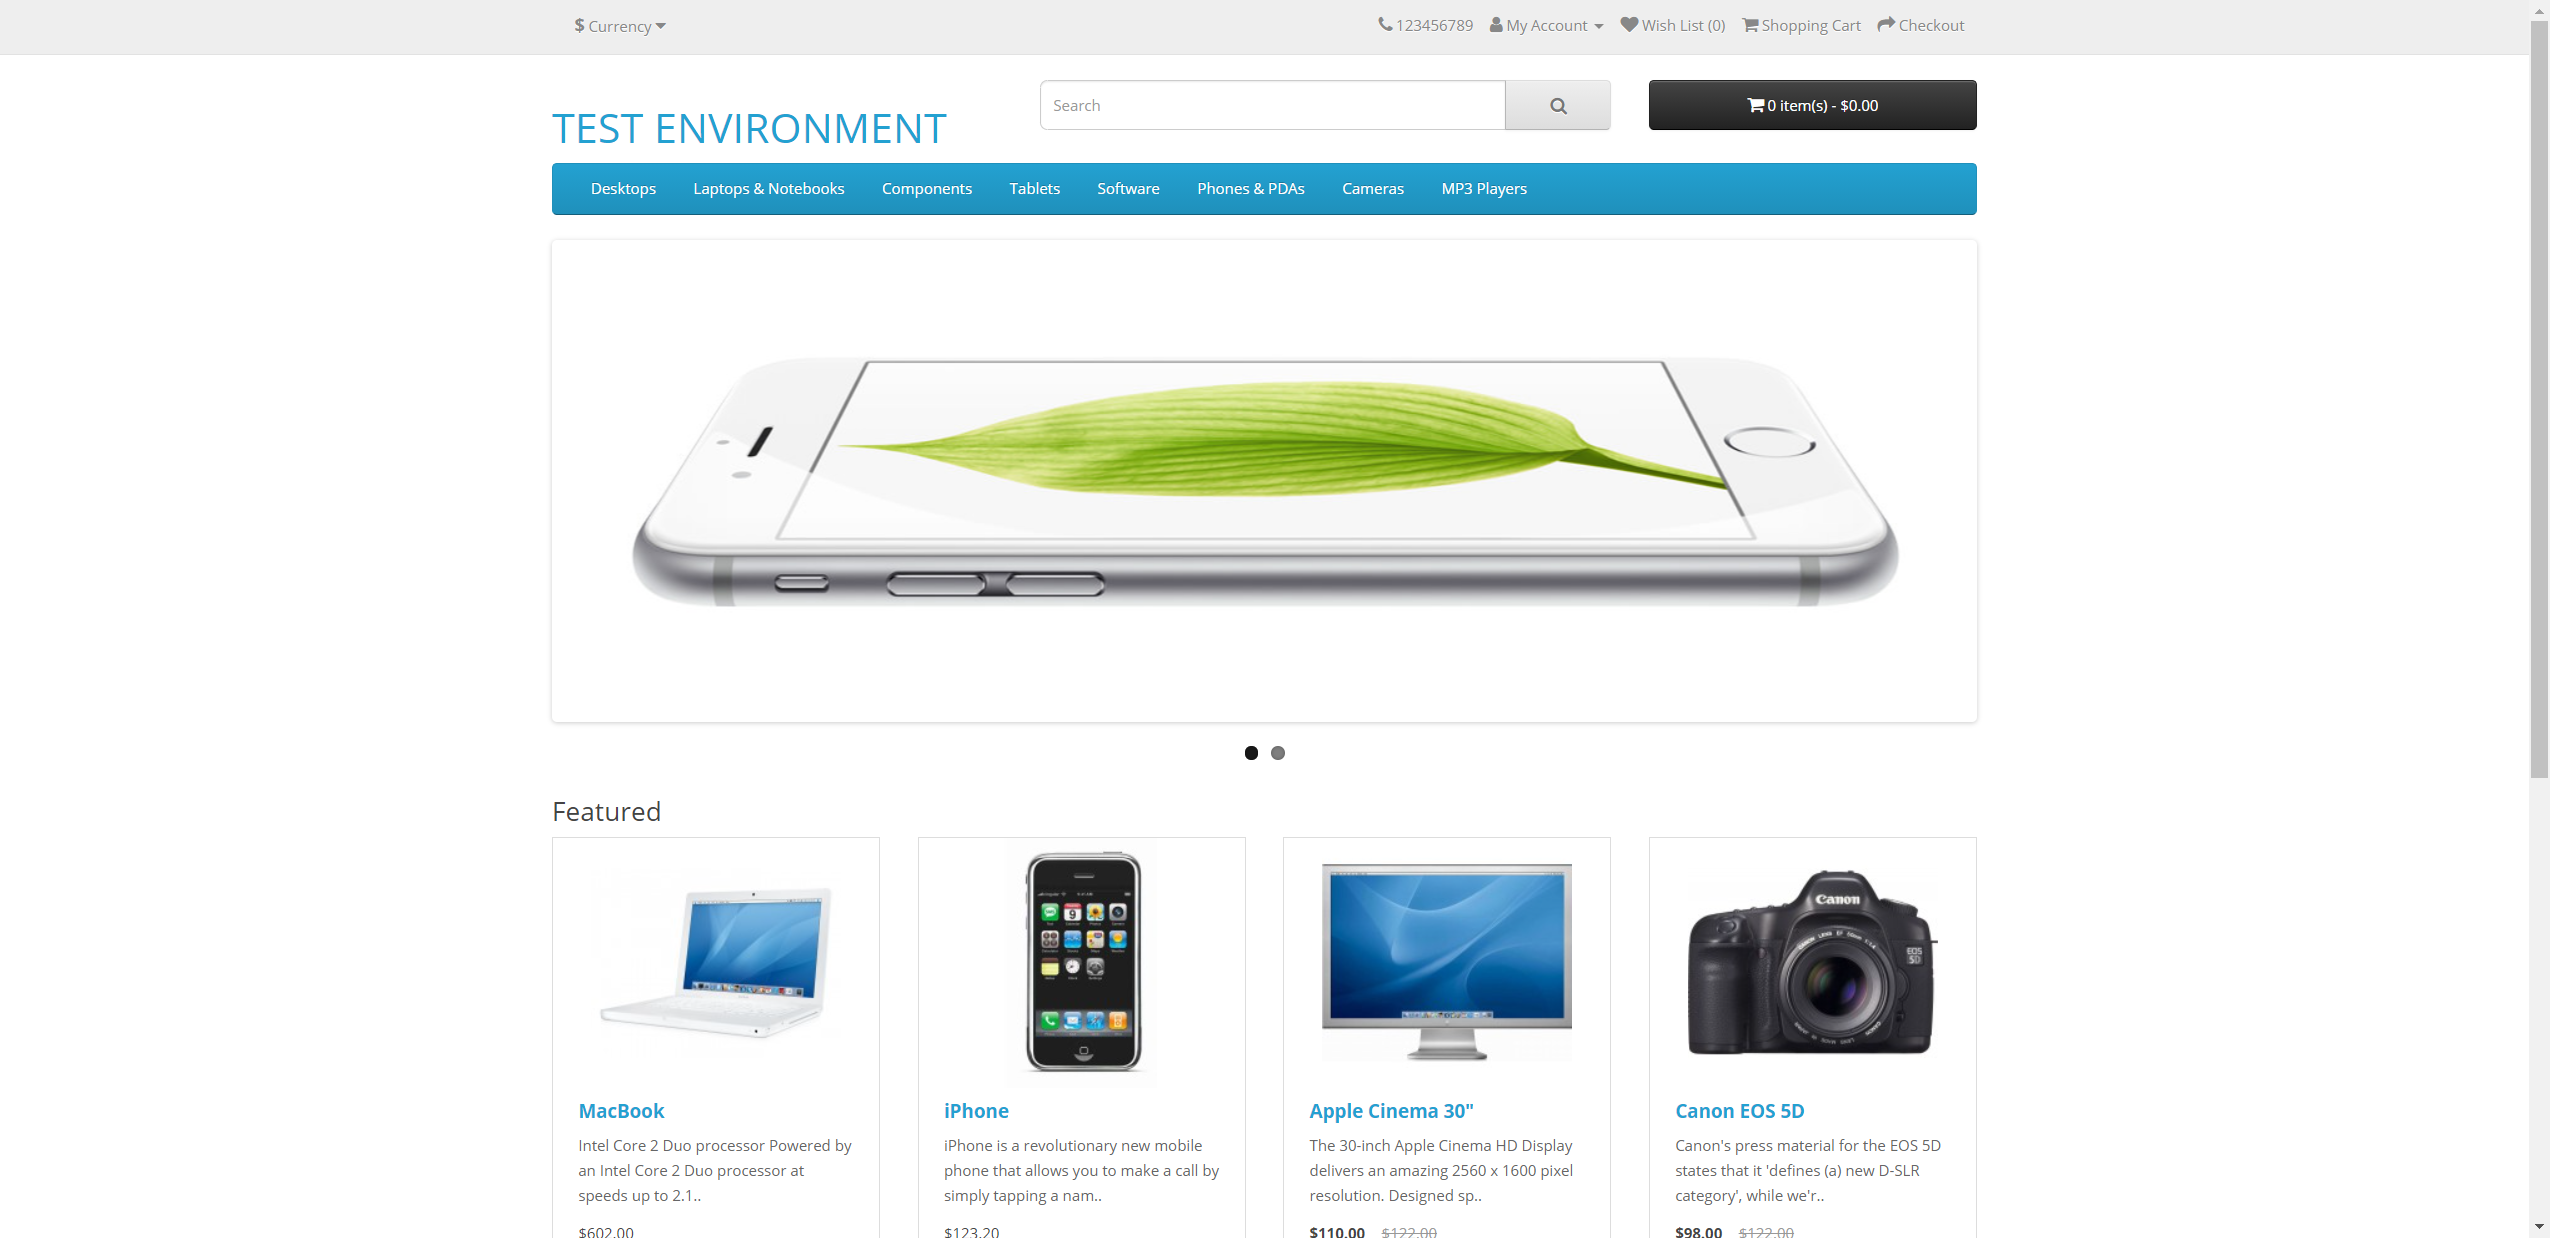 $ Currency
123456789 My Account Wish List (0) Shopping Cart Checkout
Search
0 item(s) - $0.00
TEST ENVIRONMENT
Desktops Laptops & Notebooks Components Tablets Software Phones & PDAs Cameras MP3 Players
Featured
Canon
EOS
5D
MacBook
Intel Core 2 Duo processor Powered by
an Intel Core 2 Duo processor at
speeds up to 2.1..
$602.00
iPhone
iPhone is a revolutionary new mobile
phone that allows you to make a call by
simply tapping a nam..
$123.20
Apple Cinema 30"
The 30-inch Apple Cinema HD Display
delivers an amazing 2560 x 1600 pixel
resolution. Designed sp..
$110.00 $122.00
Canon EOS 5D
Canon's press material for the EOS 5D
states that it 'defines (a) new D-SLR
category', while we'r..
$98.00 $122.00